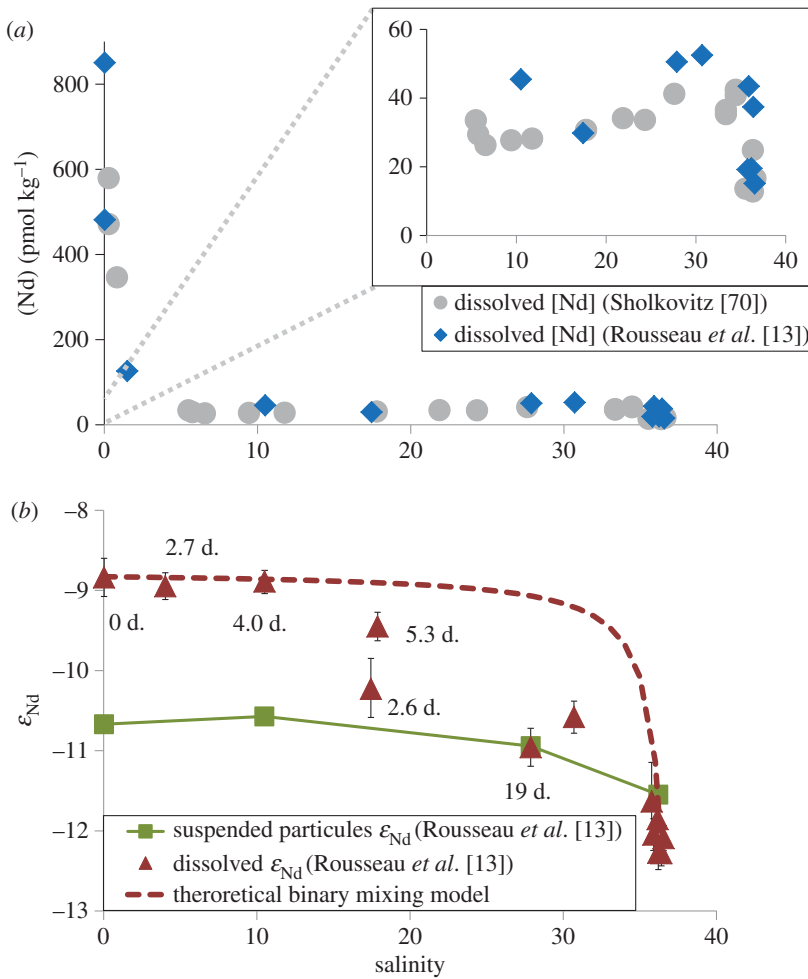 (a)
(Nd) (pmol kg⁻¹)
800
600
400
200
0
0
10
20
30
40
60
40
20
0
0
10
20
30
40
dissolved [Nd] (Sholkovitz [70])
dissolved [Nd] (Rousseau et al. [13])
(b)
εNd
–8
–9
–10
–11
–12
–13
2.7 d.
0 d.
4.0 d.
5.3 d.
2.6 d.
19 d.
suspended particules εNd (Rousseau et al. [13])
dissolved εNd (Rousseau et al. [13])
theroretical binary mixing model
0
10
20
30
40
salinity